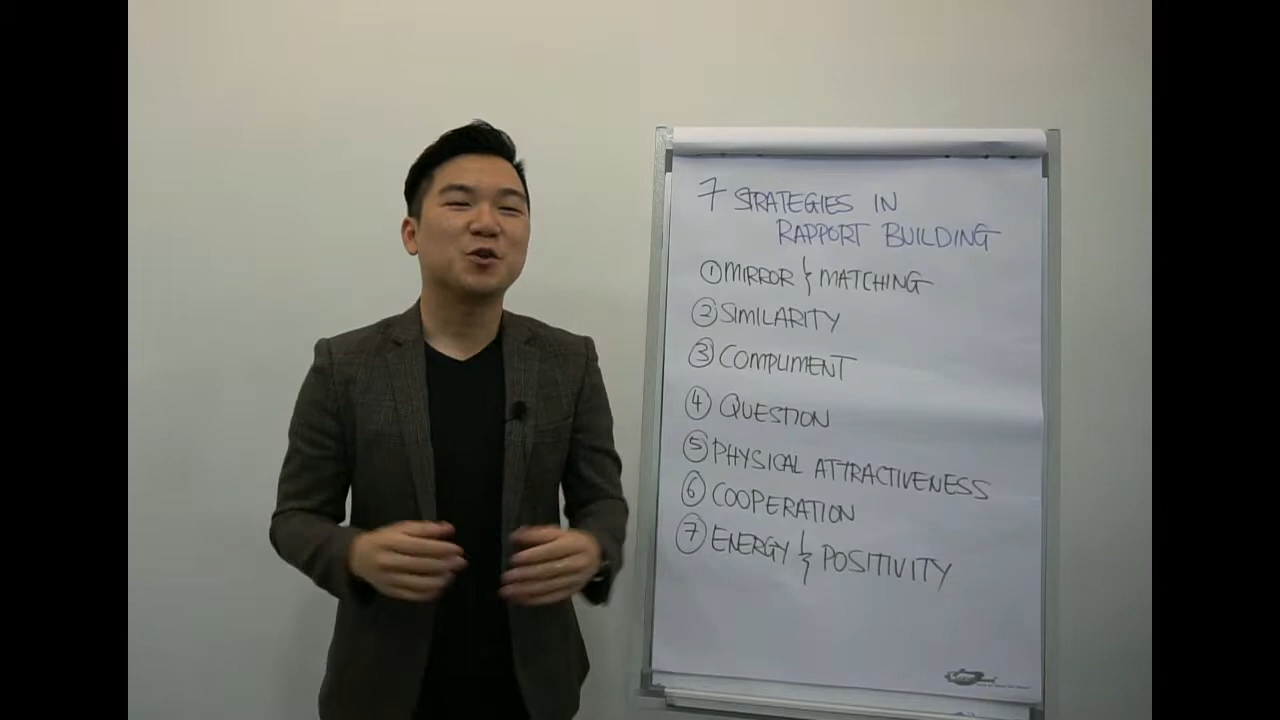 7 STRATEGIES IN
RAPPORT BUILDING
① MIRROR & MATCHING
② SIMILARITY
③ COMPLIMENT
④ QUESTION
⑤ PHYSICAL ATTRACTIVENESS
⑥ COOPERATION
⑦ ENERGY & POSITIVITY